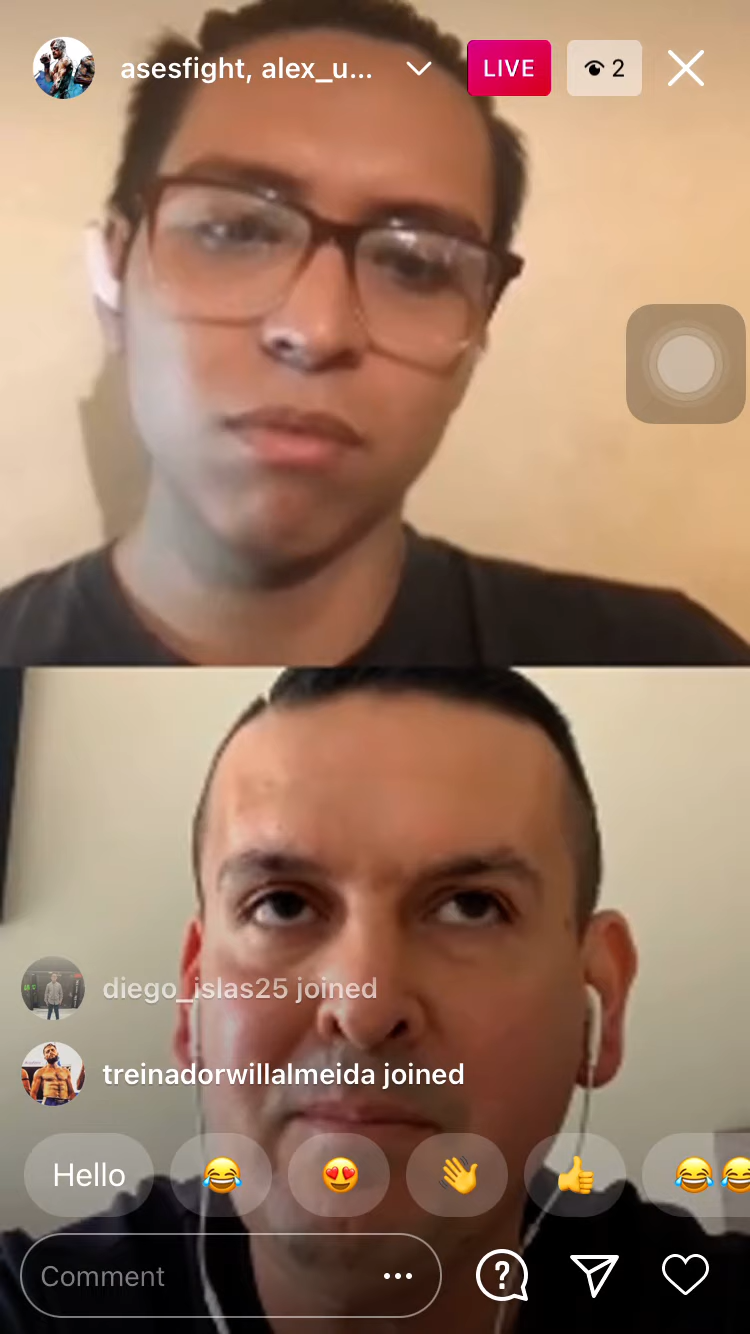 asesfight, alex_u...
LIVE
2
diego_islas25 joined
treinadorwillalmeida joined
Hello
Comment